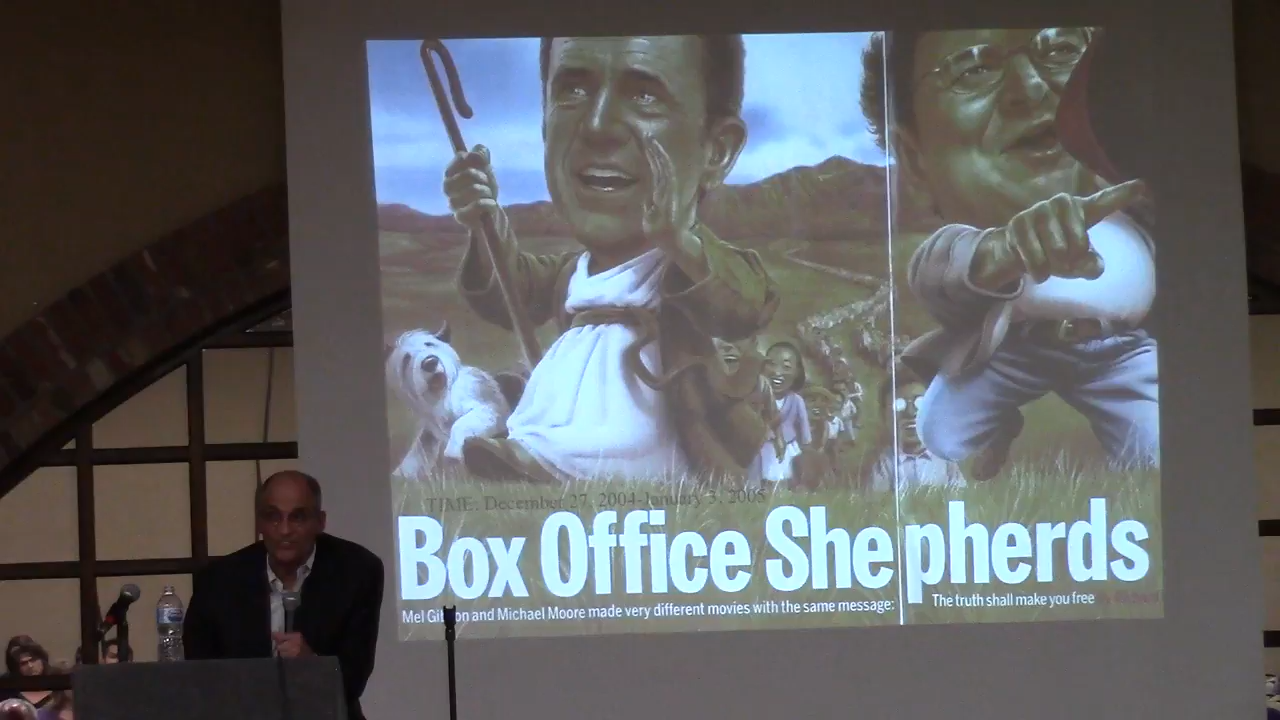 TIME: December 27, 2004-January 3, 2005
Box Office Shepherds
Mel Gibson and Michael Moore made very different movies with the same message: The truth shall make you free